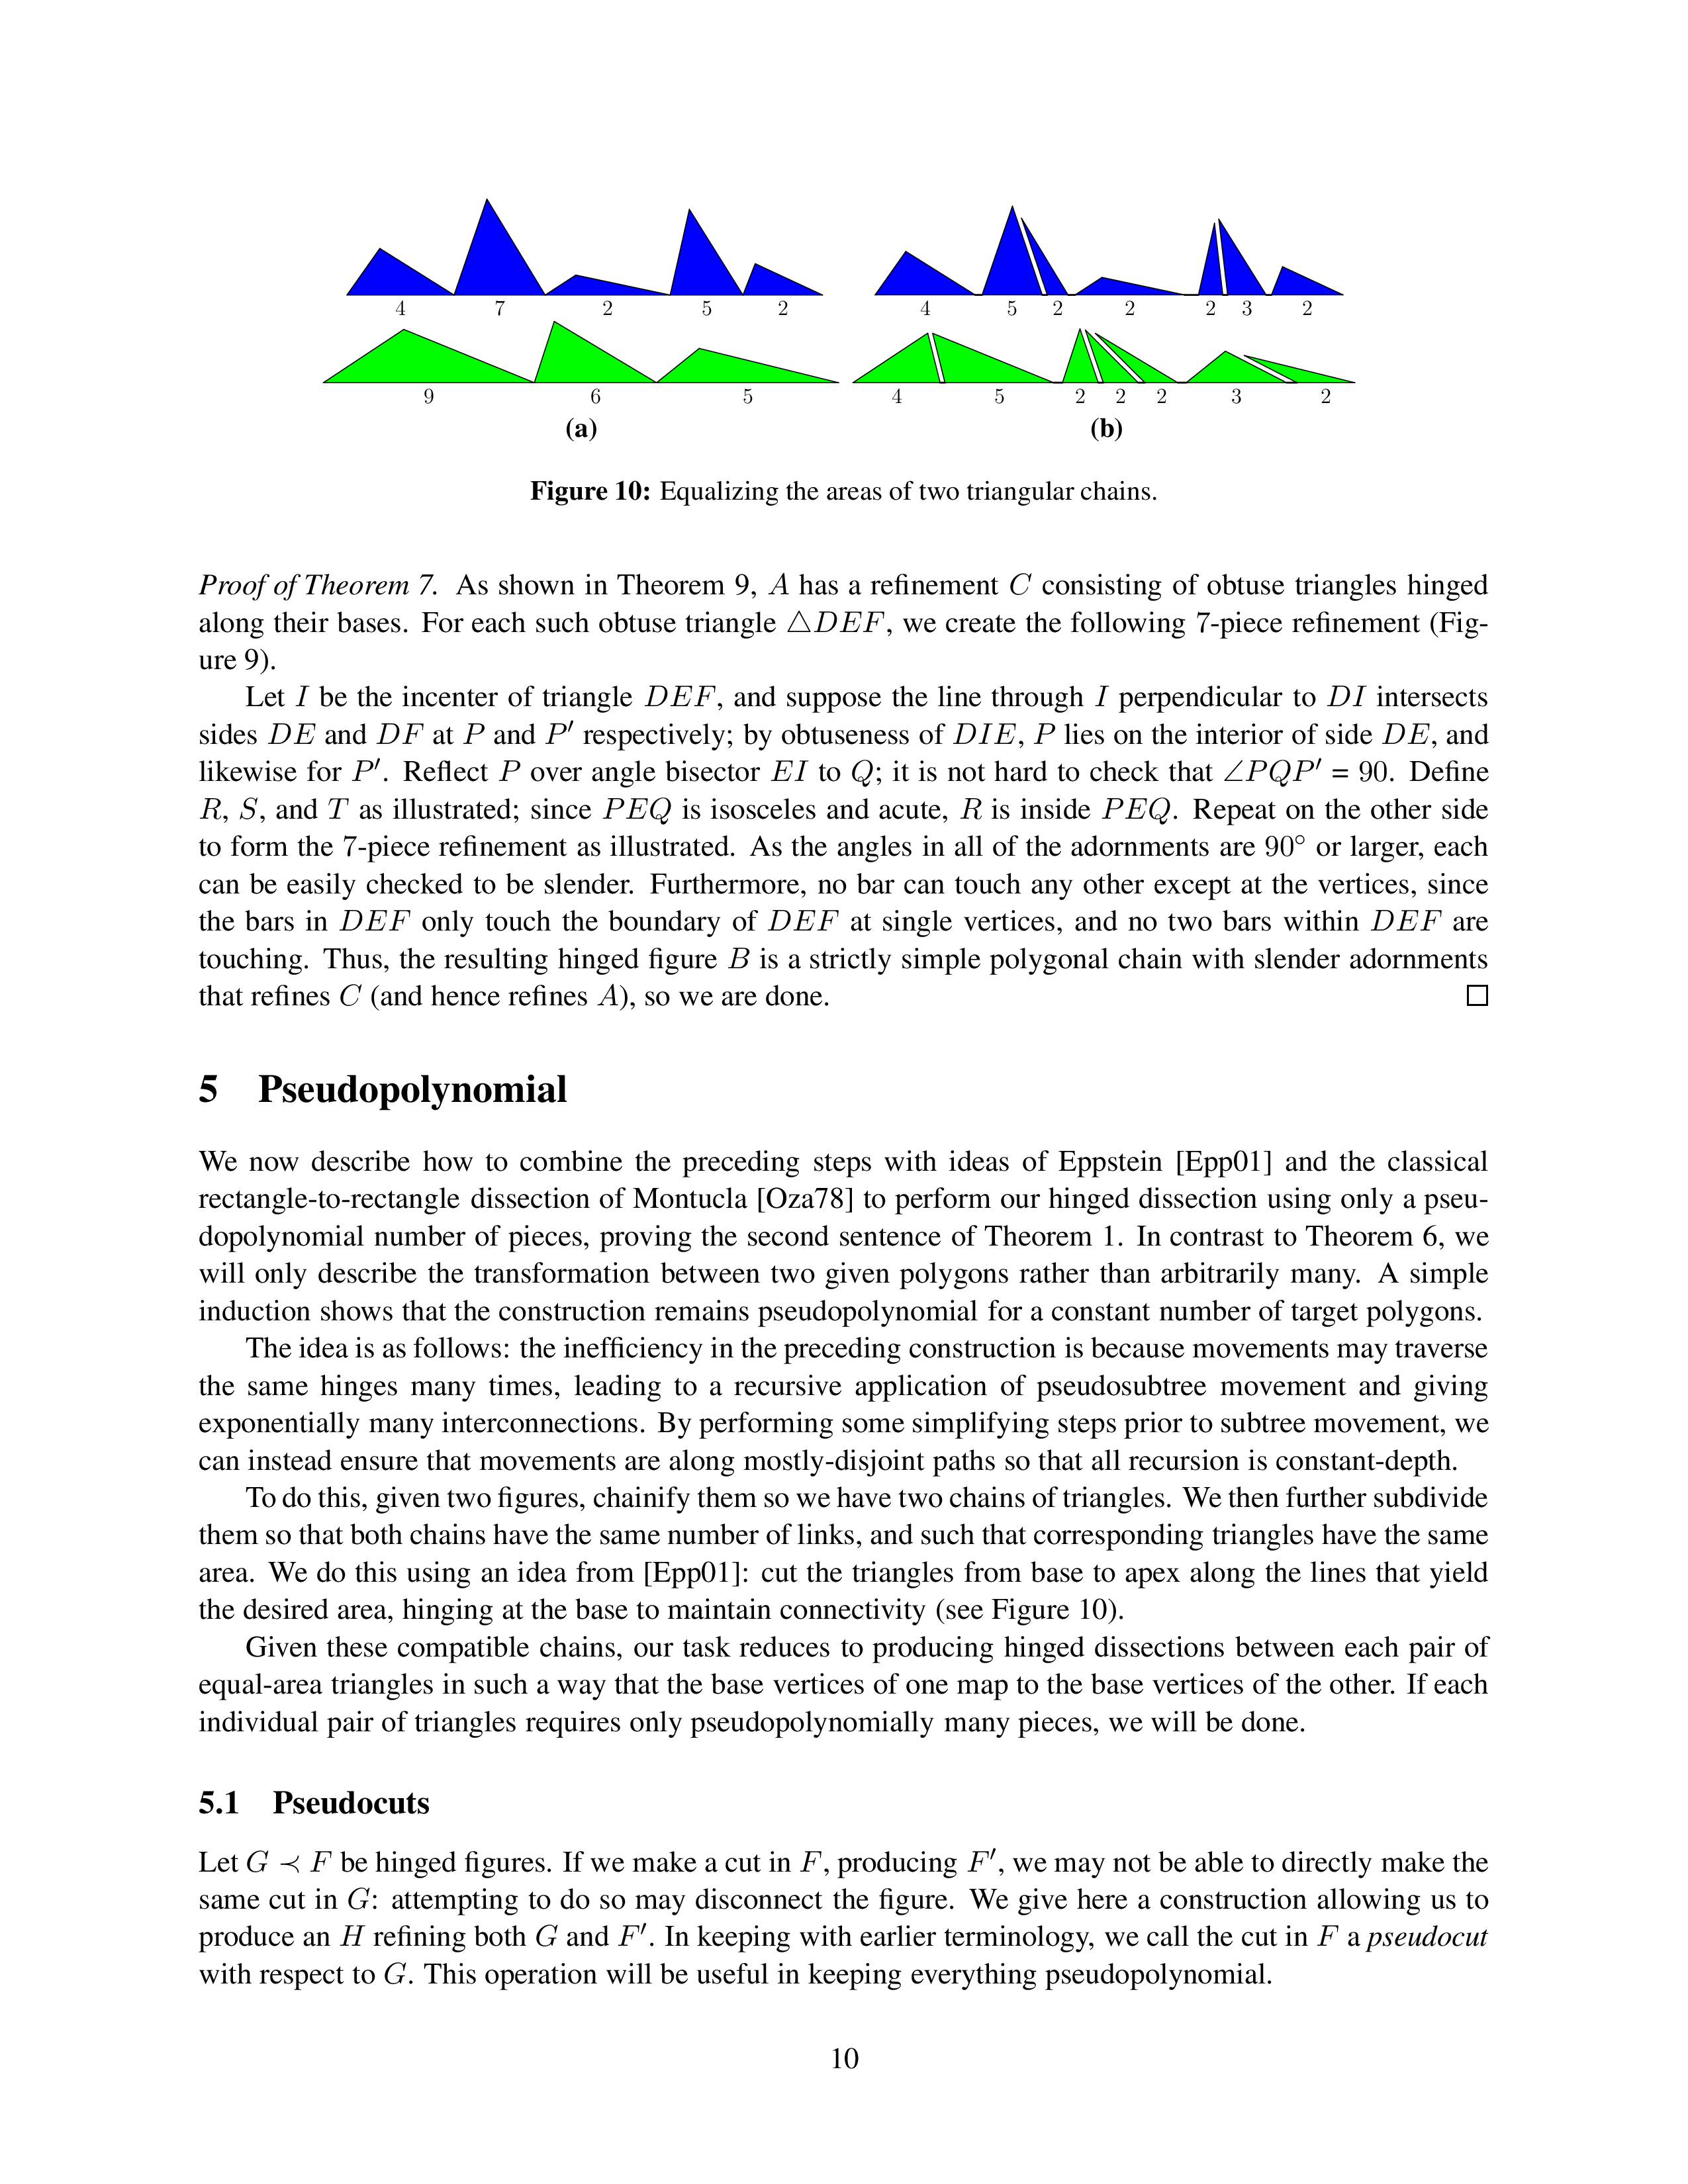 4 7 2 5 2 4 5 2 2 2 3 2
9 6 5 4 5 2 2 2 3 2
(a) (b)
Figure 10: Equalizing the areas of two triangular chains.
Proof of Theorem 7. As shown in Theorem 9, A has a refinement C consisting of obtuse triangles hinged
along their bases. For each such obtuse triangle △DEF, we create the following 7-piece refinement (Fig-
ure 9).
Let I be the incenter of triangle DEF, and suppose the line through I perpendicular to DI intersects
sides DE and DF at P and P′ respectively; by obtuseness of DIE, P lies on the interior of side DE, and
likewise for P′. Reflect P over angle bisector EI to Q; it is not hard to check that ∠PQP′ = 90. Define
R, S, and T as illustrated; since PEQ is isosceles and acute, R is inside PEQ. Repeat on the other side
to form the 7-piece refinement as illustrated. As the angles in all of the adornments are 90° or larger, each
can be easily checked to be slender. Furthermore, no bar can touch any other except at the vertices, since
the bars in DEF only touch the boundary of DEF at single vertices, and no two bars within DEF are
touching. Thus, the resulting hinged figure B is a strictly simple polygonal chain with slender adornments
that refines C (and hence refines A), so we are done. □
5 Pseudopolynomial
We now describe how to combine the preceding steps with ideas of Eppstein [Epp01] and the classical
rectangle-to-rectangle dissection of Montucla [Oza78] to perform our hinged dissection using only a pseu-
dopolynomial number of pieces, proving the second sentence of Theorem 1. In contrast to Theorem 6, we
will only describe the transformation between two given polygons rather than arbitrarily many. A simple
induction shows that the construction remains pseudopolynomial for a constant number of target polygons.
The idea is as follows: the inefficiency in the preceding construction is because movements may traverse
the same hinges many times, leading to a recursive application of pseudosubtree movement and giving
exponentially many interconnections. By performing some simplifying steps prior to subtree movement, we
can instead ensure that movements are along mostly-disjoint paths so that all recursion is constant-depth.
To do this, given two figures, chainify them so we have two chains of triangles. We then further subdivide
them so that both chains have the same number of links, and such that corresponding triangles have the same
area. We do this using an idea from [Epp01]: cut the triangles from base to apex along the lines that yield
the desired area, hinging at the base to maintain connectivity (see Figure 10).
Given these compatible chains, our task reduces to producing hinged dissections between each pair of
equal-area triangles in such a way that the base vertices of one map to the base vertices of the other. If each
individual pair of triangles requires only pseudopolynomially many pieces, we will be done.
5.1 Pseudocuts
Let G ≺ F be hinged figures. If we make a cut in F, producing F′, we may not be able to directly make the
same cut in G: attempting to do so may disconnect the figure. We give here a construction allowing us to
produce an H refining both G and F′. In keeping with earlier terminology, we call the cut in F a pseudocut
with respect to G. This operation will be useful in keeping everything pseudopolynomial.
10